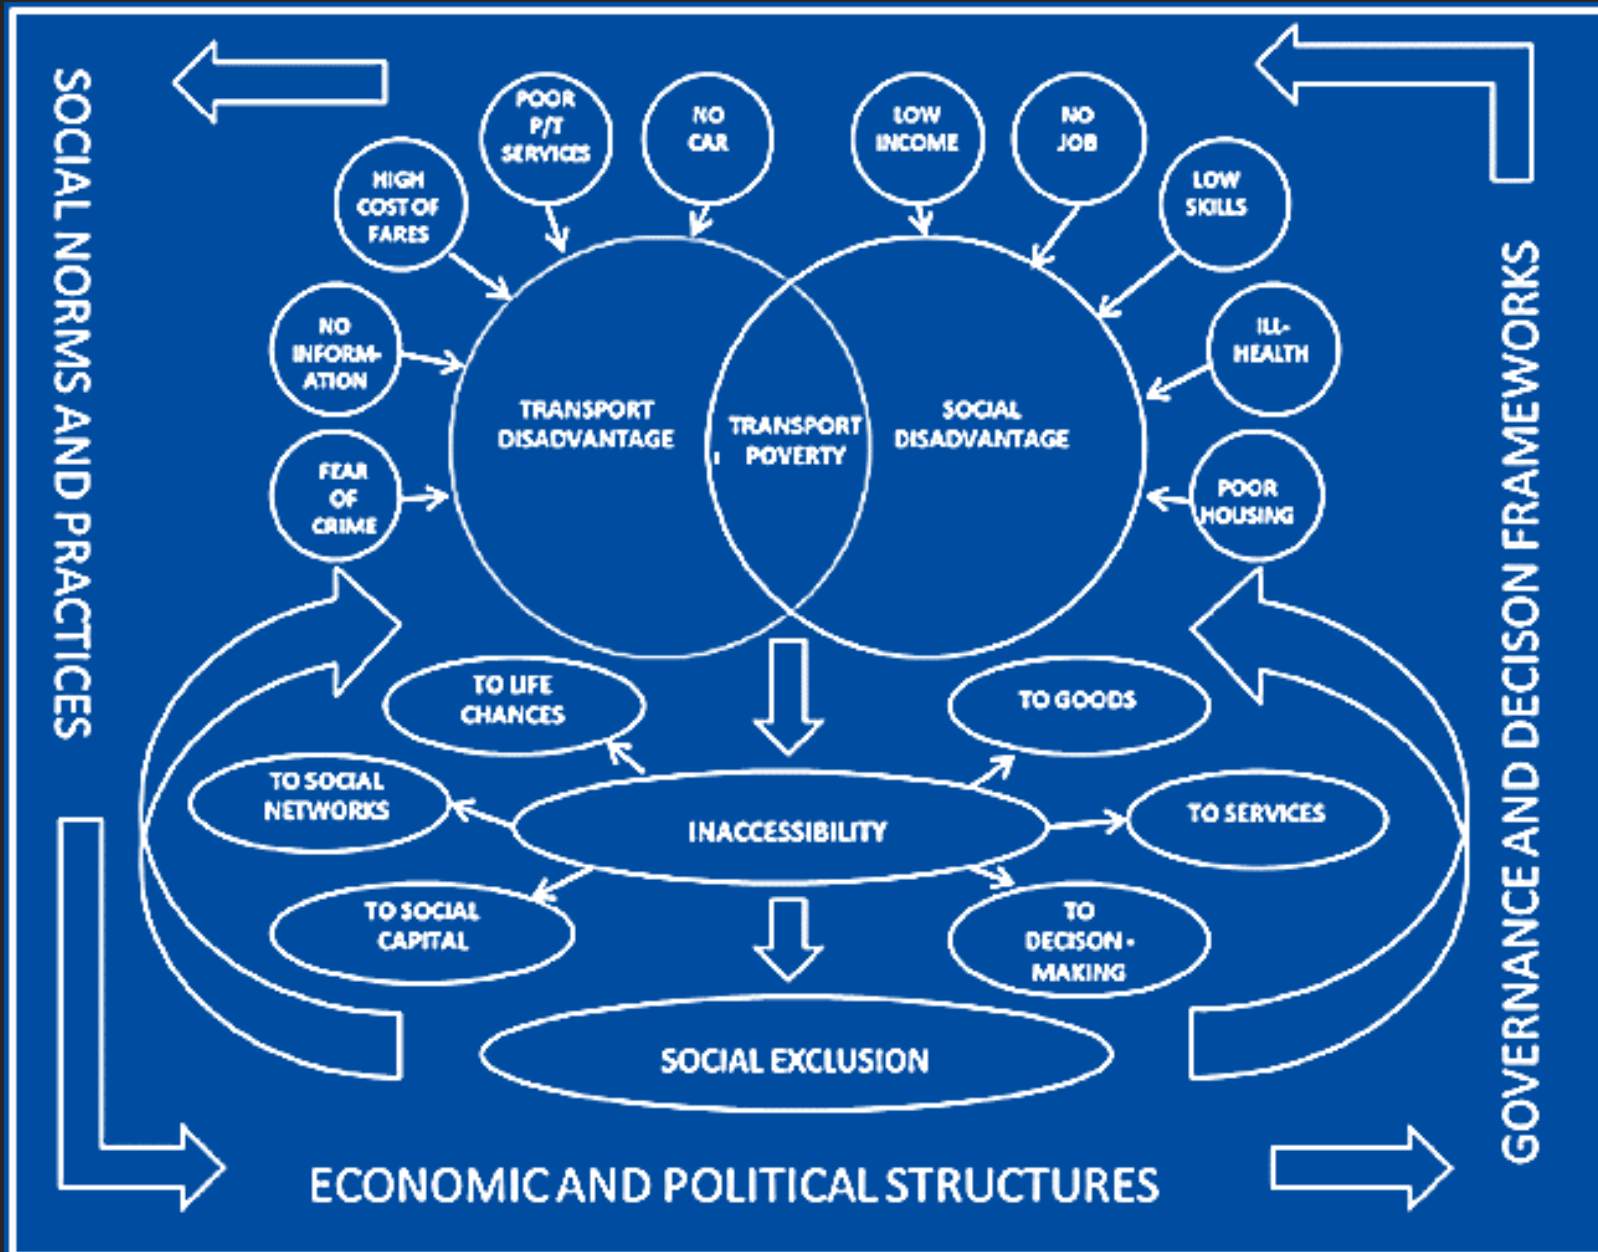 SOCIAL NORMS AND PRACTICES
POOR
P/T
SERVICES
NO
CAR
LOW
INCOME
NO
JOB
HIGH
COST OF
FARES
LOW
SKILLS
NO
INFORM-
ATION
ILL-
HEALTH
FEAR
OF
CRIME
POOR
HOUSING
TRANSPORT
DISADVANTAGE
TRANSPORT
POVERTY
SOCIAL
DISADVANTAGE
TO LIFE
CHANCES
TO GOODS
TO SOCIAL
NETWORKS
INACCESSIBILITY
TO SERVICES
TO SOCIAL
CAPITAL
TO
DECISON-
MAKING
SOCIAL EXCLUSION
ECONOMIC AND POLITICAL STRUCTURES
GOVERNANCE AND DECISON FRAMEWORKS